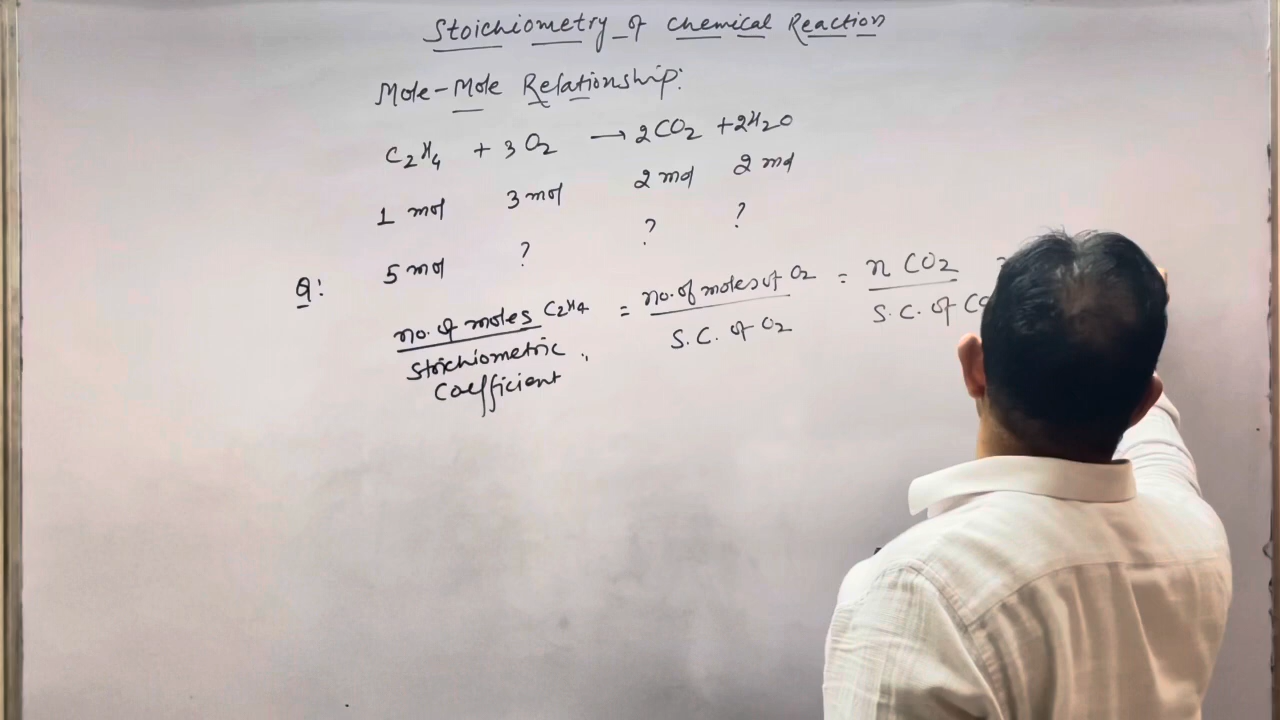 Stoichiometry of Chemical Reaction
Mole-Mole Relationship:
C2H4 + 3O2 → 2CO2 + 2H2O
1 mol 3 mol 2 mol 2 mol
Q: 5 mol ? ? ?
no. of moles C2H4 = no. of moles of O2 = n CO2
Stoichiometric S.C. of O2 S.C. of
Coefficient